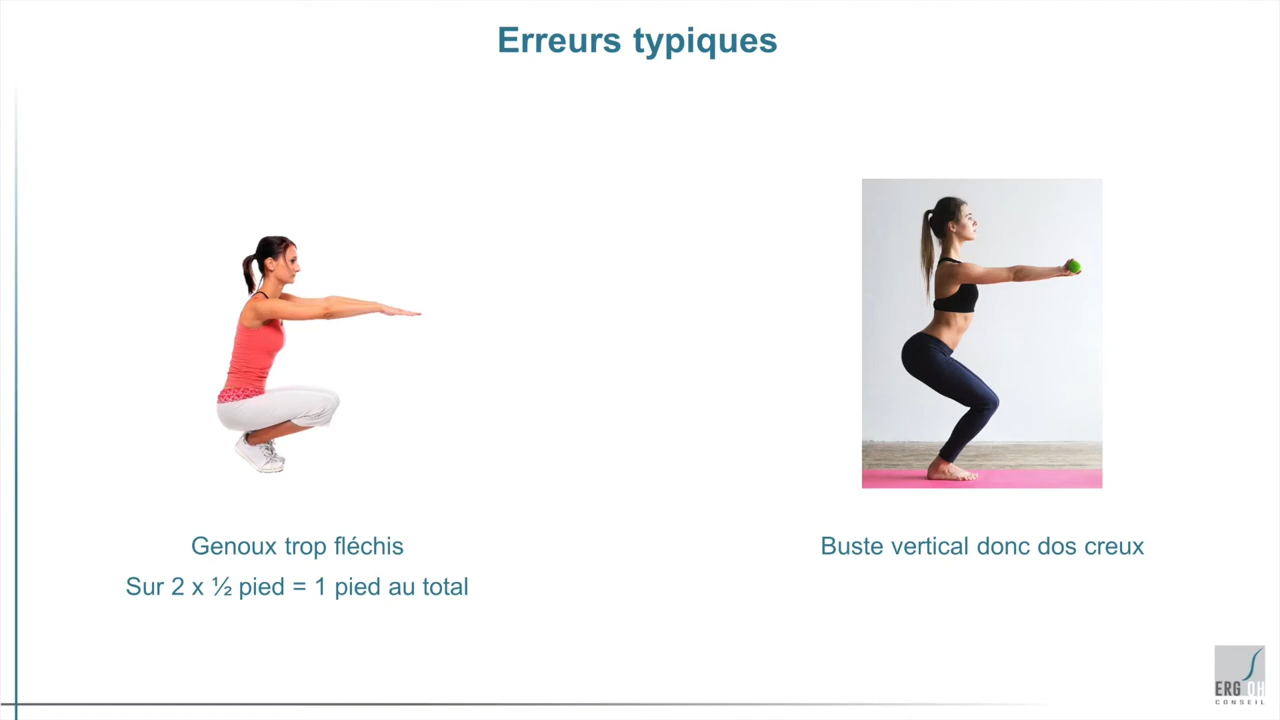 Erreurs typiques
Genoux trop fléchis
Sur 2 x ½ pied = 1 pied au total
Buste vertical donc dos creux
ERG OH
CONSEIL